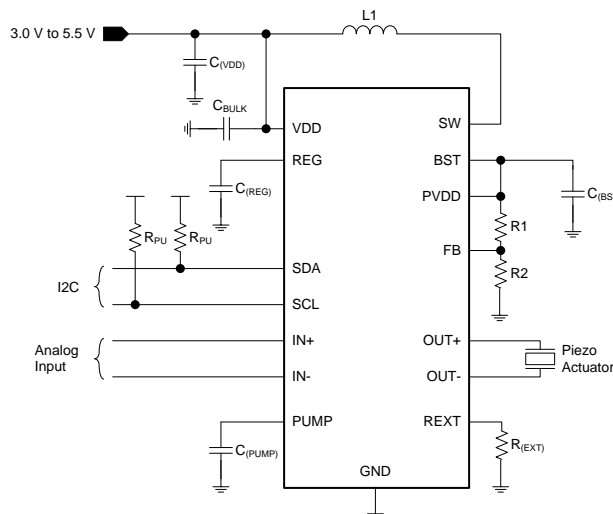 L1
3.0 V to 5.5 V
C(VDD)
CBULK
VDD
SW
REG
BST
C(REG)
PVDD
C(BS
RPU
RPU
R1
FB
SDA
R2
I2C
SCL
Analog
Input
IN+
OUT+
Piezo
Actuator
IN-
OUT-
PUMP
REXT
C(PUMP)
R(EXT)
GND